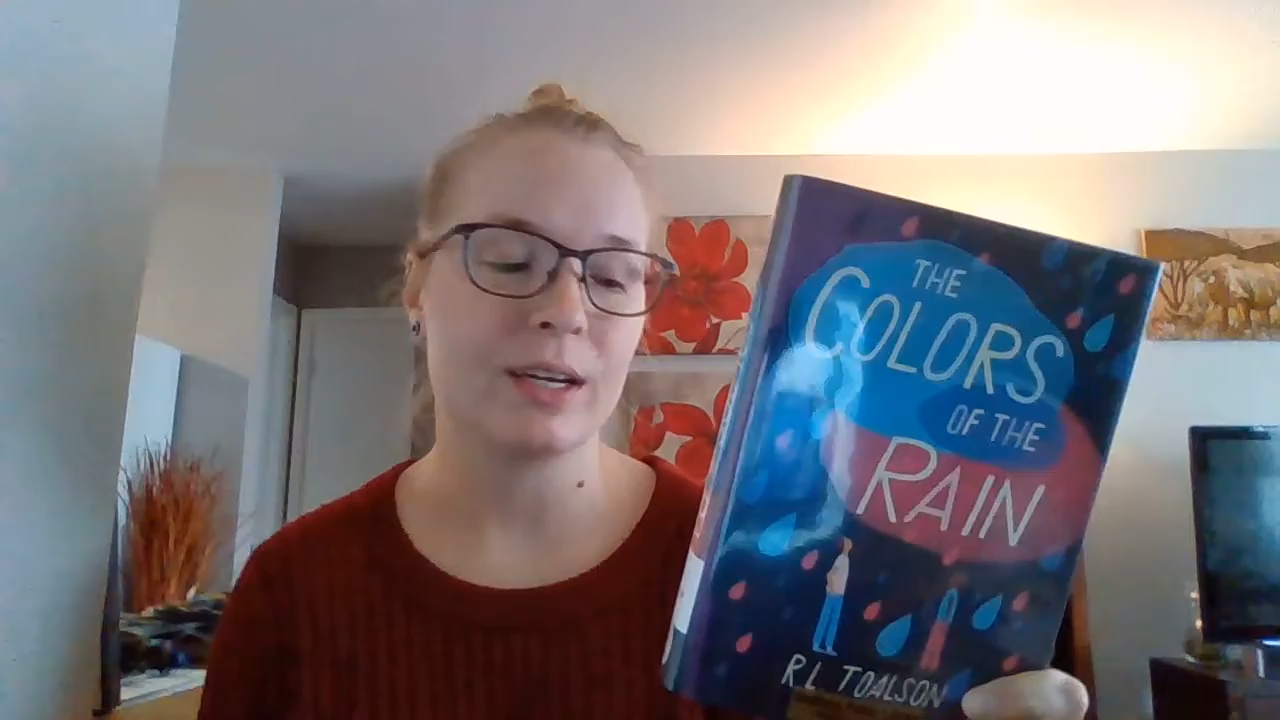 THE
COLORS
OF THE
RAIN
R.L. TOALSON